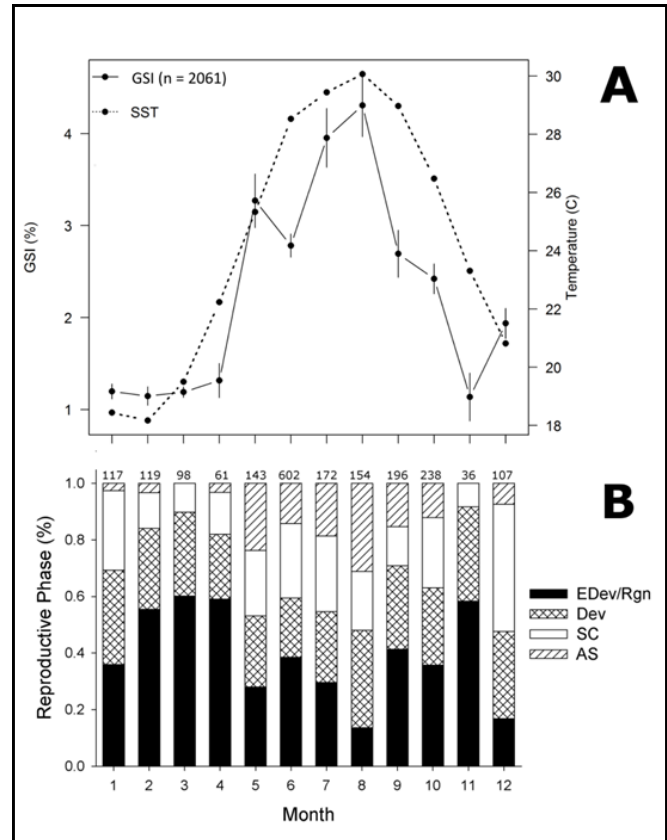 GSI (n = 2061)
SST
A
4
3
2
1
GSI (%)
30
28
26
24
22
20
18
Temperature (C)
B
117 119 98 61 143 602 172 154 196 238 36 107
1.0
0.8
0.6
0.4
0.2
0.0
Reproductive Phase (%)
EDev/Rgn
Dev
SC
AS
1 2 3 4 5 6 7 8 9 10 11 12
Month